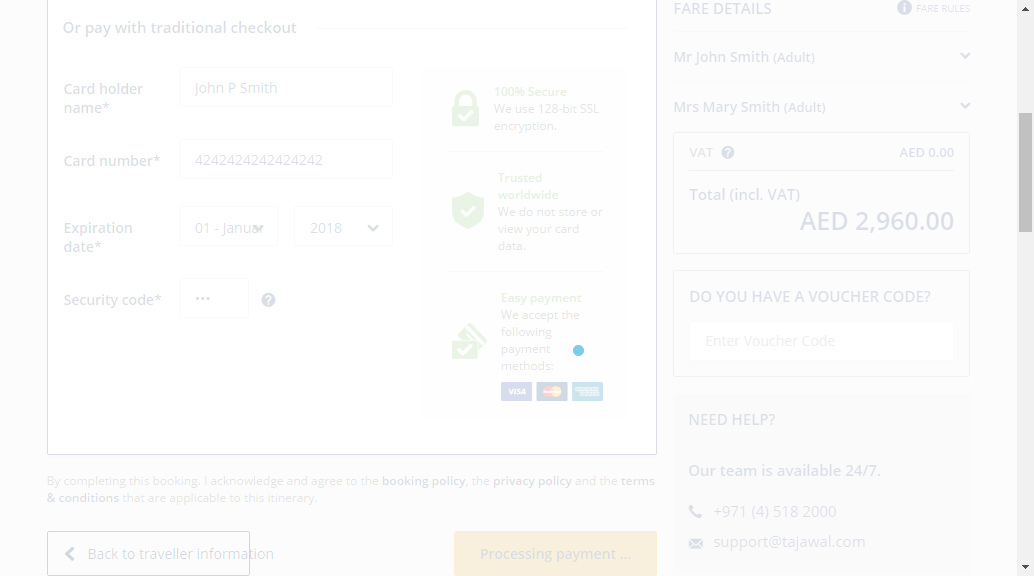 Or pay with traditional checkout
Card holder
name*
John P Smith
Card number*
4242424242424242
Expiration
date*
01 - Januar
2018
Security code*
•••
?
100% Secure
We use 128-bit SSL
encryption.
Trusted
worldwide
We do not store or
view your card
data.
Easy payment
We accept the
following
payment
methods:
VISA
By completing this booking. I acknowledge and agree to the booking policy, the privacy policy and the terms
& conditions that are applicable to this itinerary.
Back to traveller information
Processing payment ...
FARE DETAILS
i FARE RULES
Mr John Smith (Adult)
Mrs Mary Smith (Adult)
VAT ? AED 0.00
Total (incl. VAT)
AED 2,960.00
DO YOU HAVE A VOUCHER CODE?
Enter Voucher Code
NEED HELP?
Our team is available 24/7.
+971 (4) 518 2000
support@tajawal.com